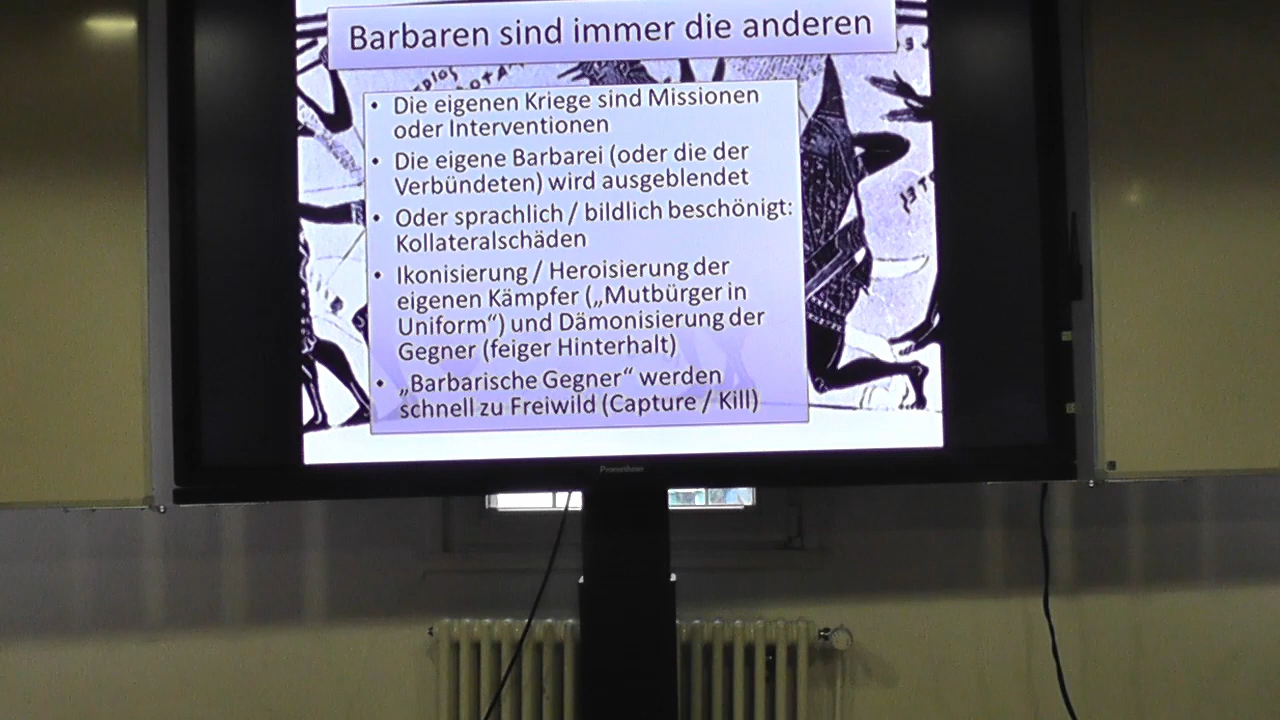 Barbaren sind immer die anderen
• Die eigenen Kriege sind Missionen
oder Interventionen
• Die eigene Barbarei (oder die der
Verbündeten) wird ausgeblendet
• Oder sprachlich / bildlich beschönigt:
Kollateralschäden
• Ikonisierung / Heroisierung der
eigenen Kämpfer („Mutbürger in
Uniform“) und Dämonisierung der
Gegner (feiger Hinterhalt)
• „Barbarische Gegner“ werden
schnell zu Freiwild (Capture / Kill)
Promethean